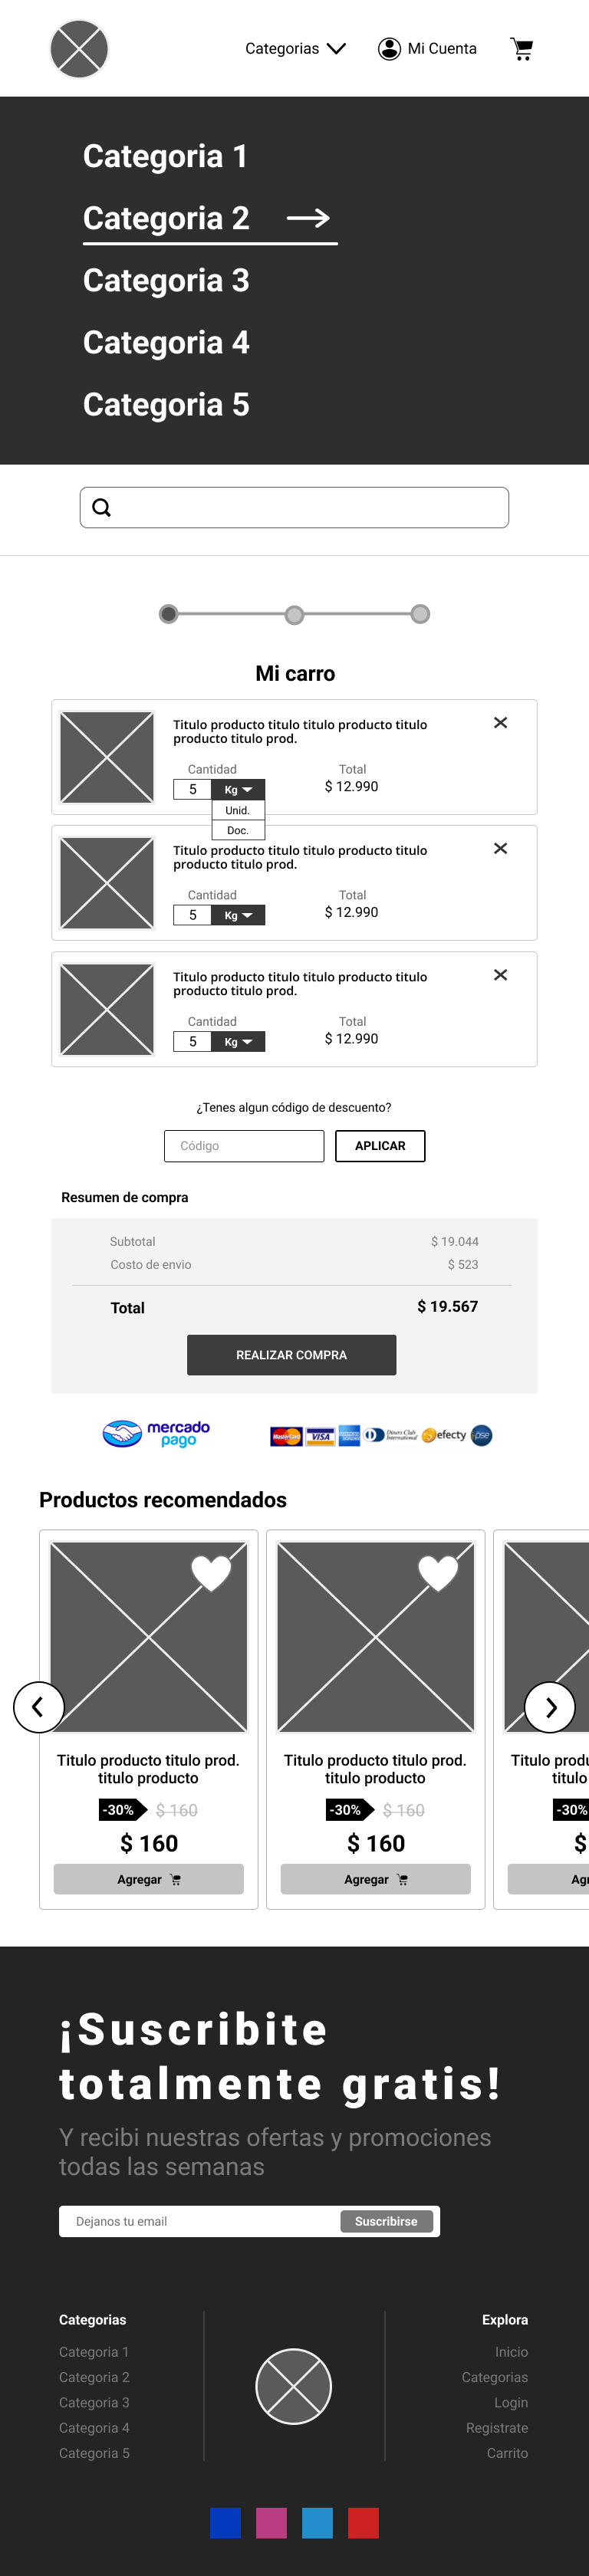 Categorias
Mi Cuenta
Categoria 1
Categoria 2
Categoria 3
Categoria 4
Categoria 5
Mi carro
Titulo producto titulo titulo producto titulo
producto titulo prod.
Cantidad
Total
5
Kg
$ 12.990
Unid.
Doc.
Titulo producto titulo titulo producto titulo
producto titulo prod.
Cantidad
Total
5
Kg
$ 12.990
Titulo producto titulo titulo producto titulo
producto titulo prod.
Cantidad
Total
5
Kg
$ 12.990
¿Tenes algun código de descuento?
Código
APLICAR
Resumen de compra
Subtotal
$ 19.044
Costo de envio
$ 523
Total
$ 19.567
REALIZAR COMPRA
mercado
pago
MasterCard
VISA
Diners Club
International
efecty
pse
Productos recomendados
Titulo producto titulo prod.
titulo producto
-30%
$ 160
$ 160
Agregar
Titulo producto titulo prod.
titulo producto
-30%
$ 160
$ 160
Agregar
Titulo produ
titulo
-30%
$
Agr
¡Suscribite
totalmente gratis!
Y recibi nuestras ofertas y promociones
todas las semanas
Dejanos tu email
Suscribirse
Categorias
Categoria 1
Categoria 2
Categoria 3
Categoria 4
Categoria 5
Explora
Inicio
Categorias
Login
Registrate
Carrito